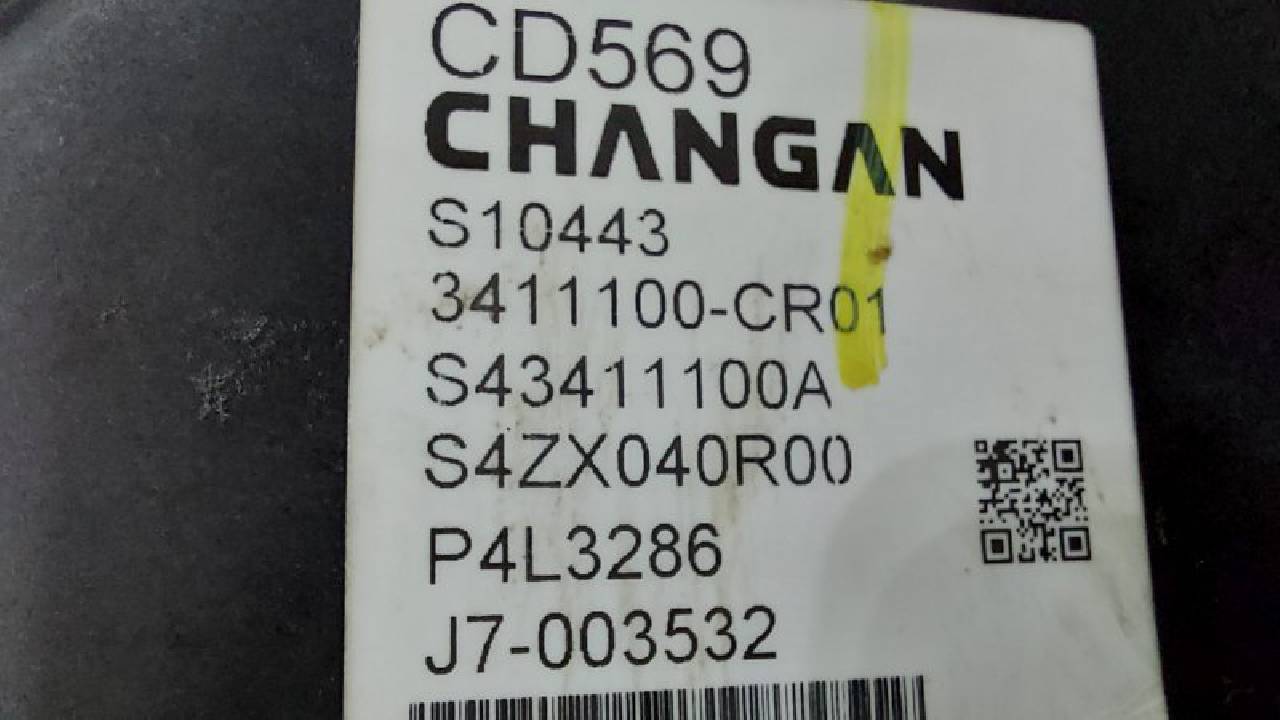 CD569
CHANGAN
S10443
3411100-CR01
S43411100A
S4ZX040R00
P4L3286
J7-003532